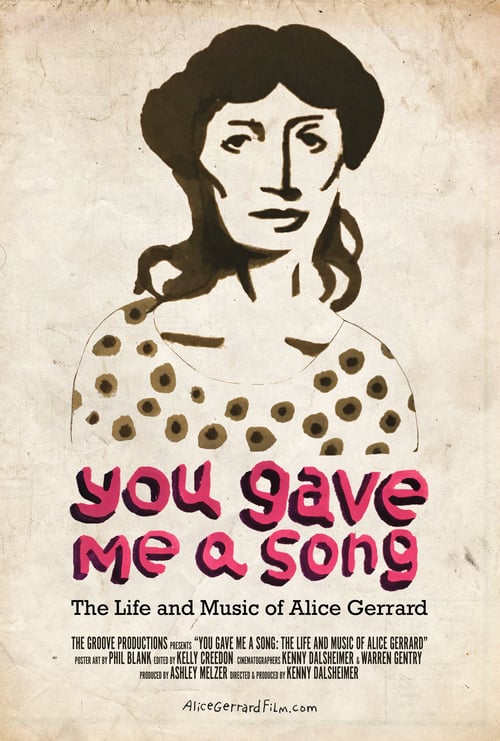 you gave
me a song
The Life and Music of Alice Gerrard
THE GROOVE PRODUCTIONS PRESENTS "YOU GAVE ME A SONG: THE LIFE AND MUSIC OF ALICE GERRARD"
POSTER ART BY PHIL BLANK EDITED BY KELLY CREEDON CINEMATOGRAPHERS KENNY DALSHEIMER & WARREN GENTRY
PRODUCED BY ASHLEY MELZER DIRECTED & PRODUCED BY KENNY DALSHEIMER
AliceGerrardFilm.com